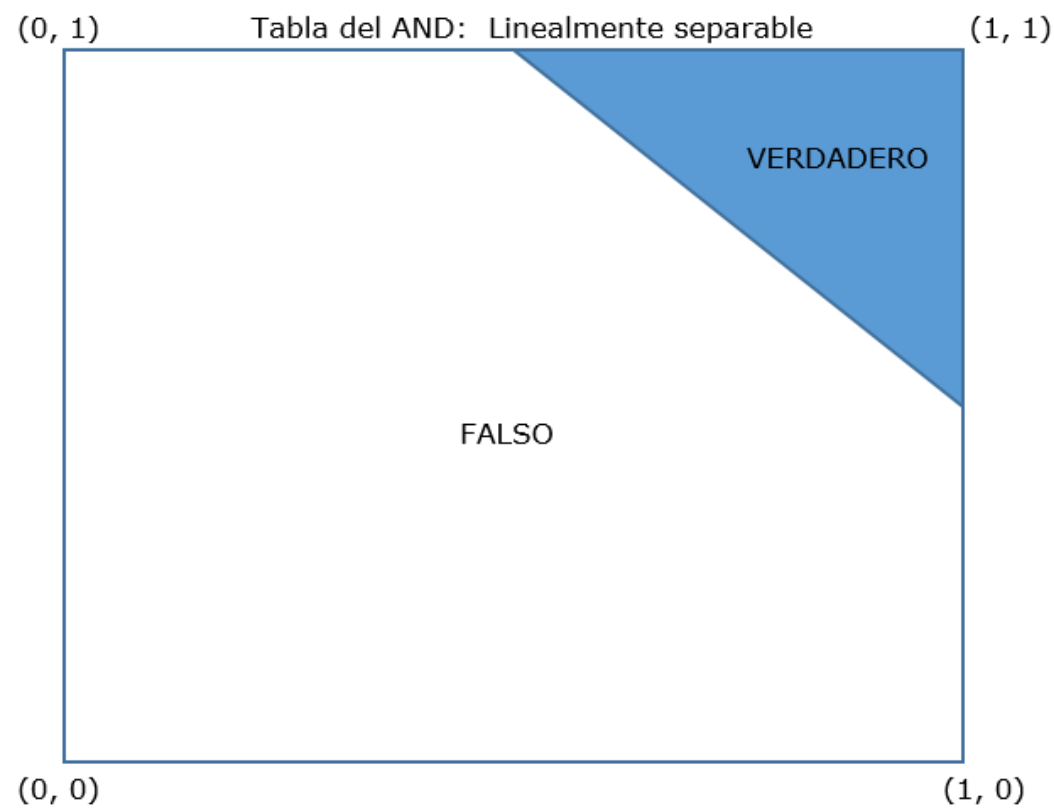 (0, 1) Tabla del AND: Linealmente separable (1, 1)
VERDADERO
FALSO
(0, 0) (1, 0)